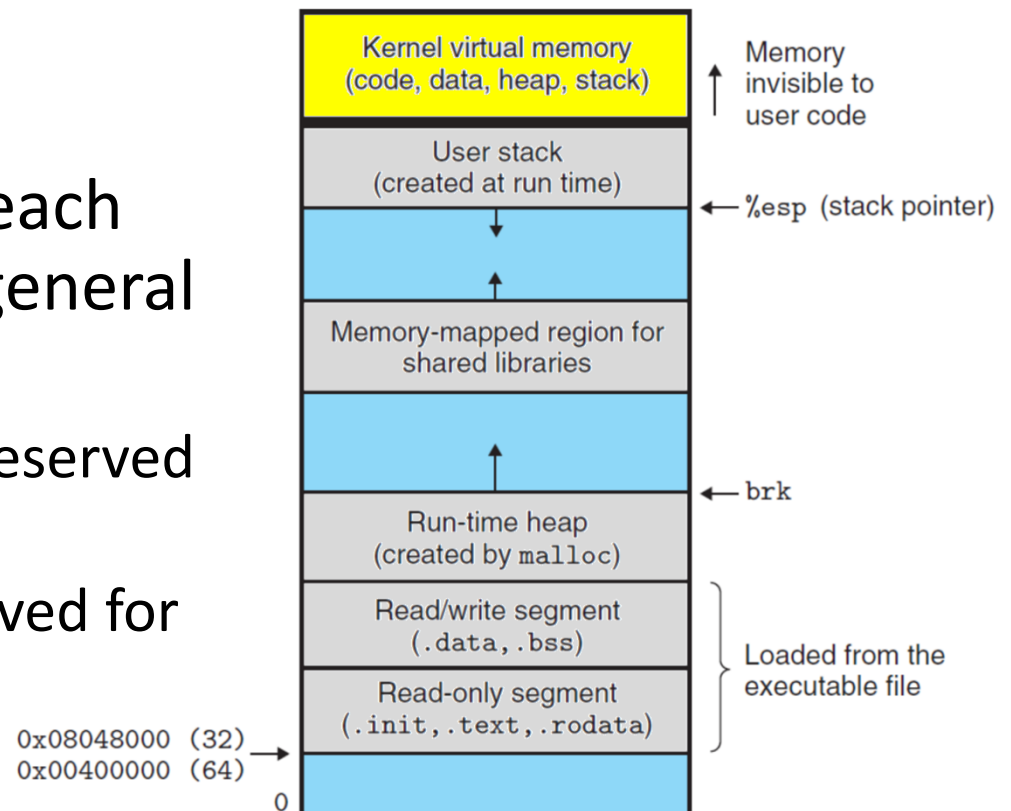 each
general
eserved
ved for
Kernel virtual memory
(code, data, heap, stack)
Memory
invisible to
user code
User stack
(created at run time)
%esp (stack pointer)
Memory-mapped region for
shared libraries
brk
Run-time heap
(created by malloc)
Read/write segment
(.data,.bss)
Loaded from the
executable file
Read-only segment
(.init,.text,.rodata)
0x08048000 (32)
0x00400000 (64)
0